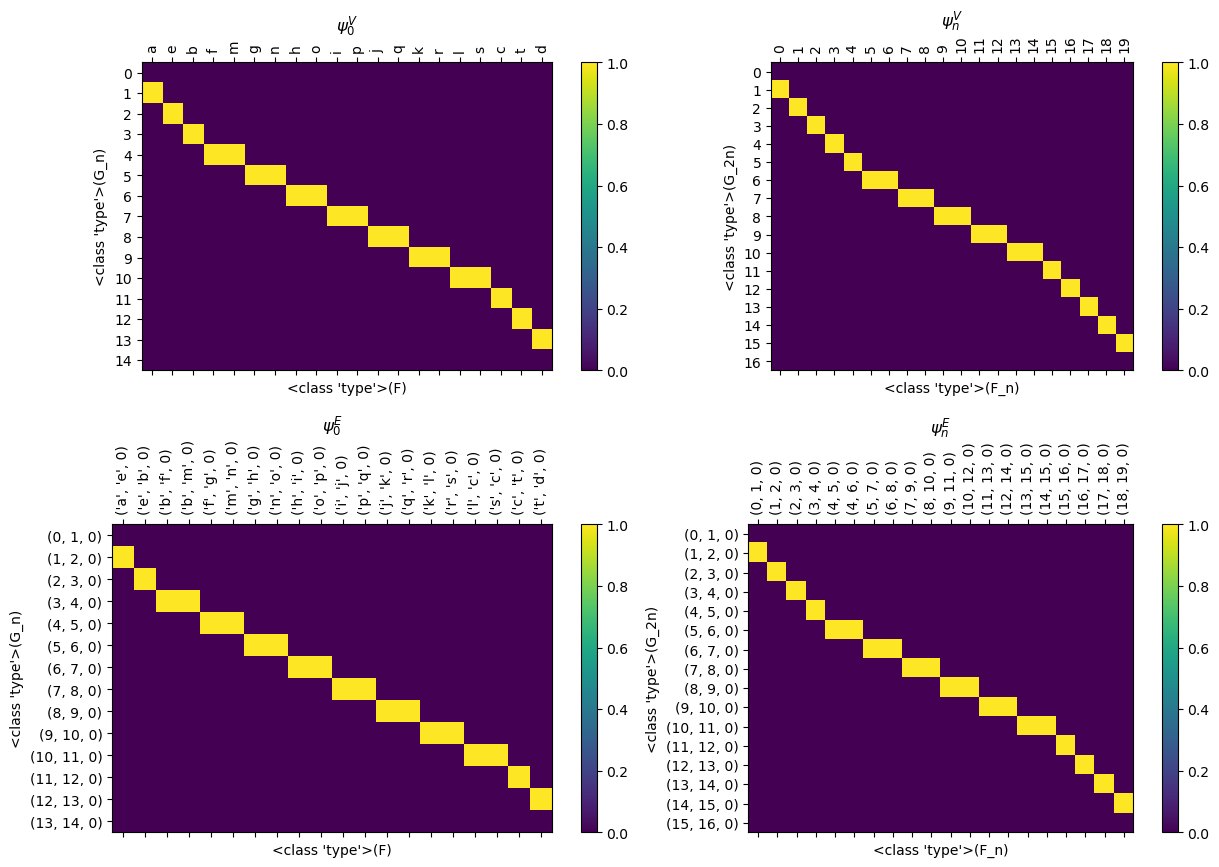 ψ₀ⱽ
a e b f m g n h o i p j q k r l s c t d
0
1
2
3
4
5
6
7
8
9
10
11
12
13
14
<class 'type'>(G_n)
<class 'type'>(F)
1.0
0.8
0.6
0.4
0.2
0.0
ψₙⱽ
0 1 2 3 4 5 6 7 8 9 10 11 12 13 14 15 16 17 18 19
0
1
2
3
4
5
6
7
8
9
10
11
12
13
14
15
16
<class 'type'>(G_2n)
<class 'type'>(F_n)
1.0
0.8
0.6
0.4
0.2
0.0
ψ₀ᴱ
('a', 'e', 0)
('e', 'b', 0)
('b', 'f', 0)
('b', 'm', 0)
('f', 'g', 0)
('m', 'n', 0)
('g', 'h', 0)
('n', 'o', 0)
('h', 'i', 0)
('o', 'p', 0)
('i', 'j', 0)
('p', 'q', 0)
('j', 'k', 0)
('q', 'r', 0)
('k', 'l', 0)
('r', 's', 0)
('l', 'c', 0)
('s', 'c', 0)
('c', 't', 0)
('t', 'd', 0)
(0, 1, 0)
(1, 2, 0)
(2, 3, 0)
(3, 4, 0)
(4, 5, 0)
(5, 6, 0)
(6, 7, 0)
(7, 8, 0)
(8, 9, 0)
(9, 10, 0)
(10, 11, 0)
(11, 12, 0)
(12, 13, 0)
(13, 14, 0)
<class 'type'>(G_n)
<class 'type'>(F)
1.0
0.8
0.6
0.4
0.2
0.0
ψₙᴱ
(0, 1, 0)
(1, 2, 0)
(2, 3, 0)
(3, 4, 0)
(4, 5, 0)
(4, 6, 0)
(5, 7, 0)
(6, 8, 0)
(7, 9, 0)
(8, 10, 0)
(9, 11, 0)
(10, 12, 0)
(11, 13, 0)
(12, 14, 0)
(13, 15, 0)
(14, 15, 0)
(15, 16, 0)
(16, 17, 0)
(17, 18, 0)
(18, 19, 0)
(0, 1, 0)
(1, 2, 0)
(2, 3, 0)
(3, 4, 0)
(4, 5, 0)
(5, 6, 0)
(6, 7, 0)
(7, 8, 0)
(8, 9, 0)
(9, 10, 0)
(10, 11, 0)
(11, 12, 0)
(12, 13, 0)
(13, 14, 0)
(14, 15, 0)
(15, 16, 0)
<class 'type'>(G_2n)
<class 'type'>(F_n)
1.0
0.8
0.6
0.4
0.2
0.0